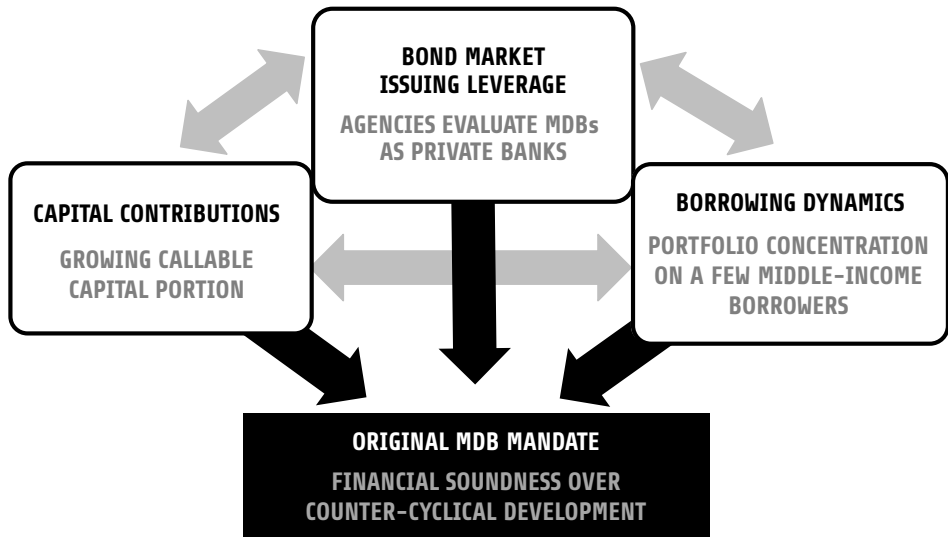 BOND MARKET
ISSUING LEVERAGE
AGENCIES EVALUATE MDBs
AS PRIVATE BANKS
CAPITAL CONTRIBUTIONS
GROWING CALLABLE
CAPITAL PORTION
BORROWING DYNAMICS
PORTFOLIO CONCENTRATION
ON A FEW MIDDLE-INCOME
BORROWERS
ORIGINAL MDB MANDATE
FINANCIAL SOUNDNESS OVER
COUNTER-CYCLICAL DEVELOPMENT